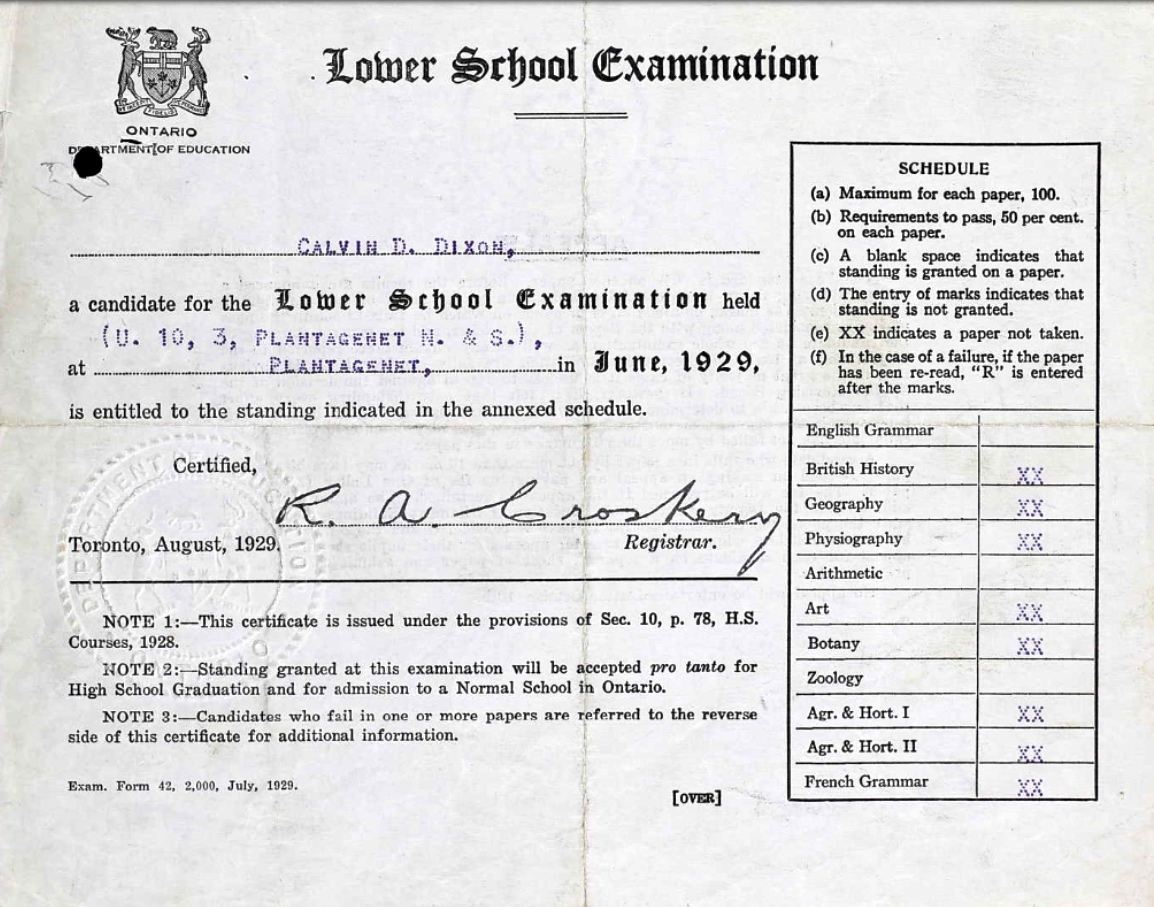 Lower School Examination
ONTARIO
DEPARTMENT OF EDUCATION
CALVIN D. DIXON,
a candidate for the Lower School Examination held
(U. 10, 3, PLANTAGENET N. & S.),
at PLANTAGENET, in June, 1929,
is entitled to the standing indicated in the annexed schedule.
Certified,
R. A. Croskery
Toronto, August, 1929. Registrar.
DEPARTMENT OF EDUCATION
ONTARIO
NOTE 1:—This certificate is issued under the provisions of Sec. 10, p. 78, H.S.
Courses, 1928.
NOTE 2:—Standing granted at this examination will be accepted pro tanto for
High School Graduation and for admission to a Normal School in Ontario.
NOTE 3:—Candidates who fail in one or more papers are referred to the reverse
side of this certificate for additional information.
Exam. Form 42, 2,000, July, 1929.
[OVER]
SCHEDULE
(a) Maximum for each paper, 100.
(b) Requirements to pass, 50 per cent.
on each paper.
(c) A blank space indicates that
standing is granted on a paper.
(d) The entry of marks indicates that
standing is not granted.
(e) XX indicates a paper not taken.
(f) In the case of a failure, if the paper
has been re-read, "R" is entered
after the marks.
English Grammar
British History XX
Geography XX
Physiography XX
Arithmetic
Art XX
Botany XX
Zoology
Agr. & Hort. I XX
Agr. & Hort. II XX
French Grammar XX